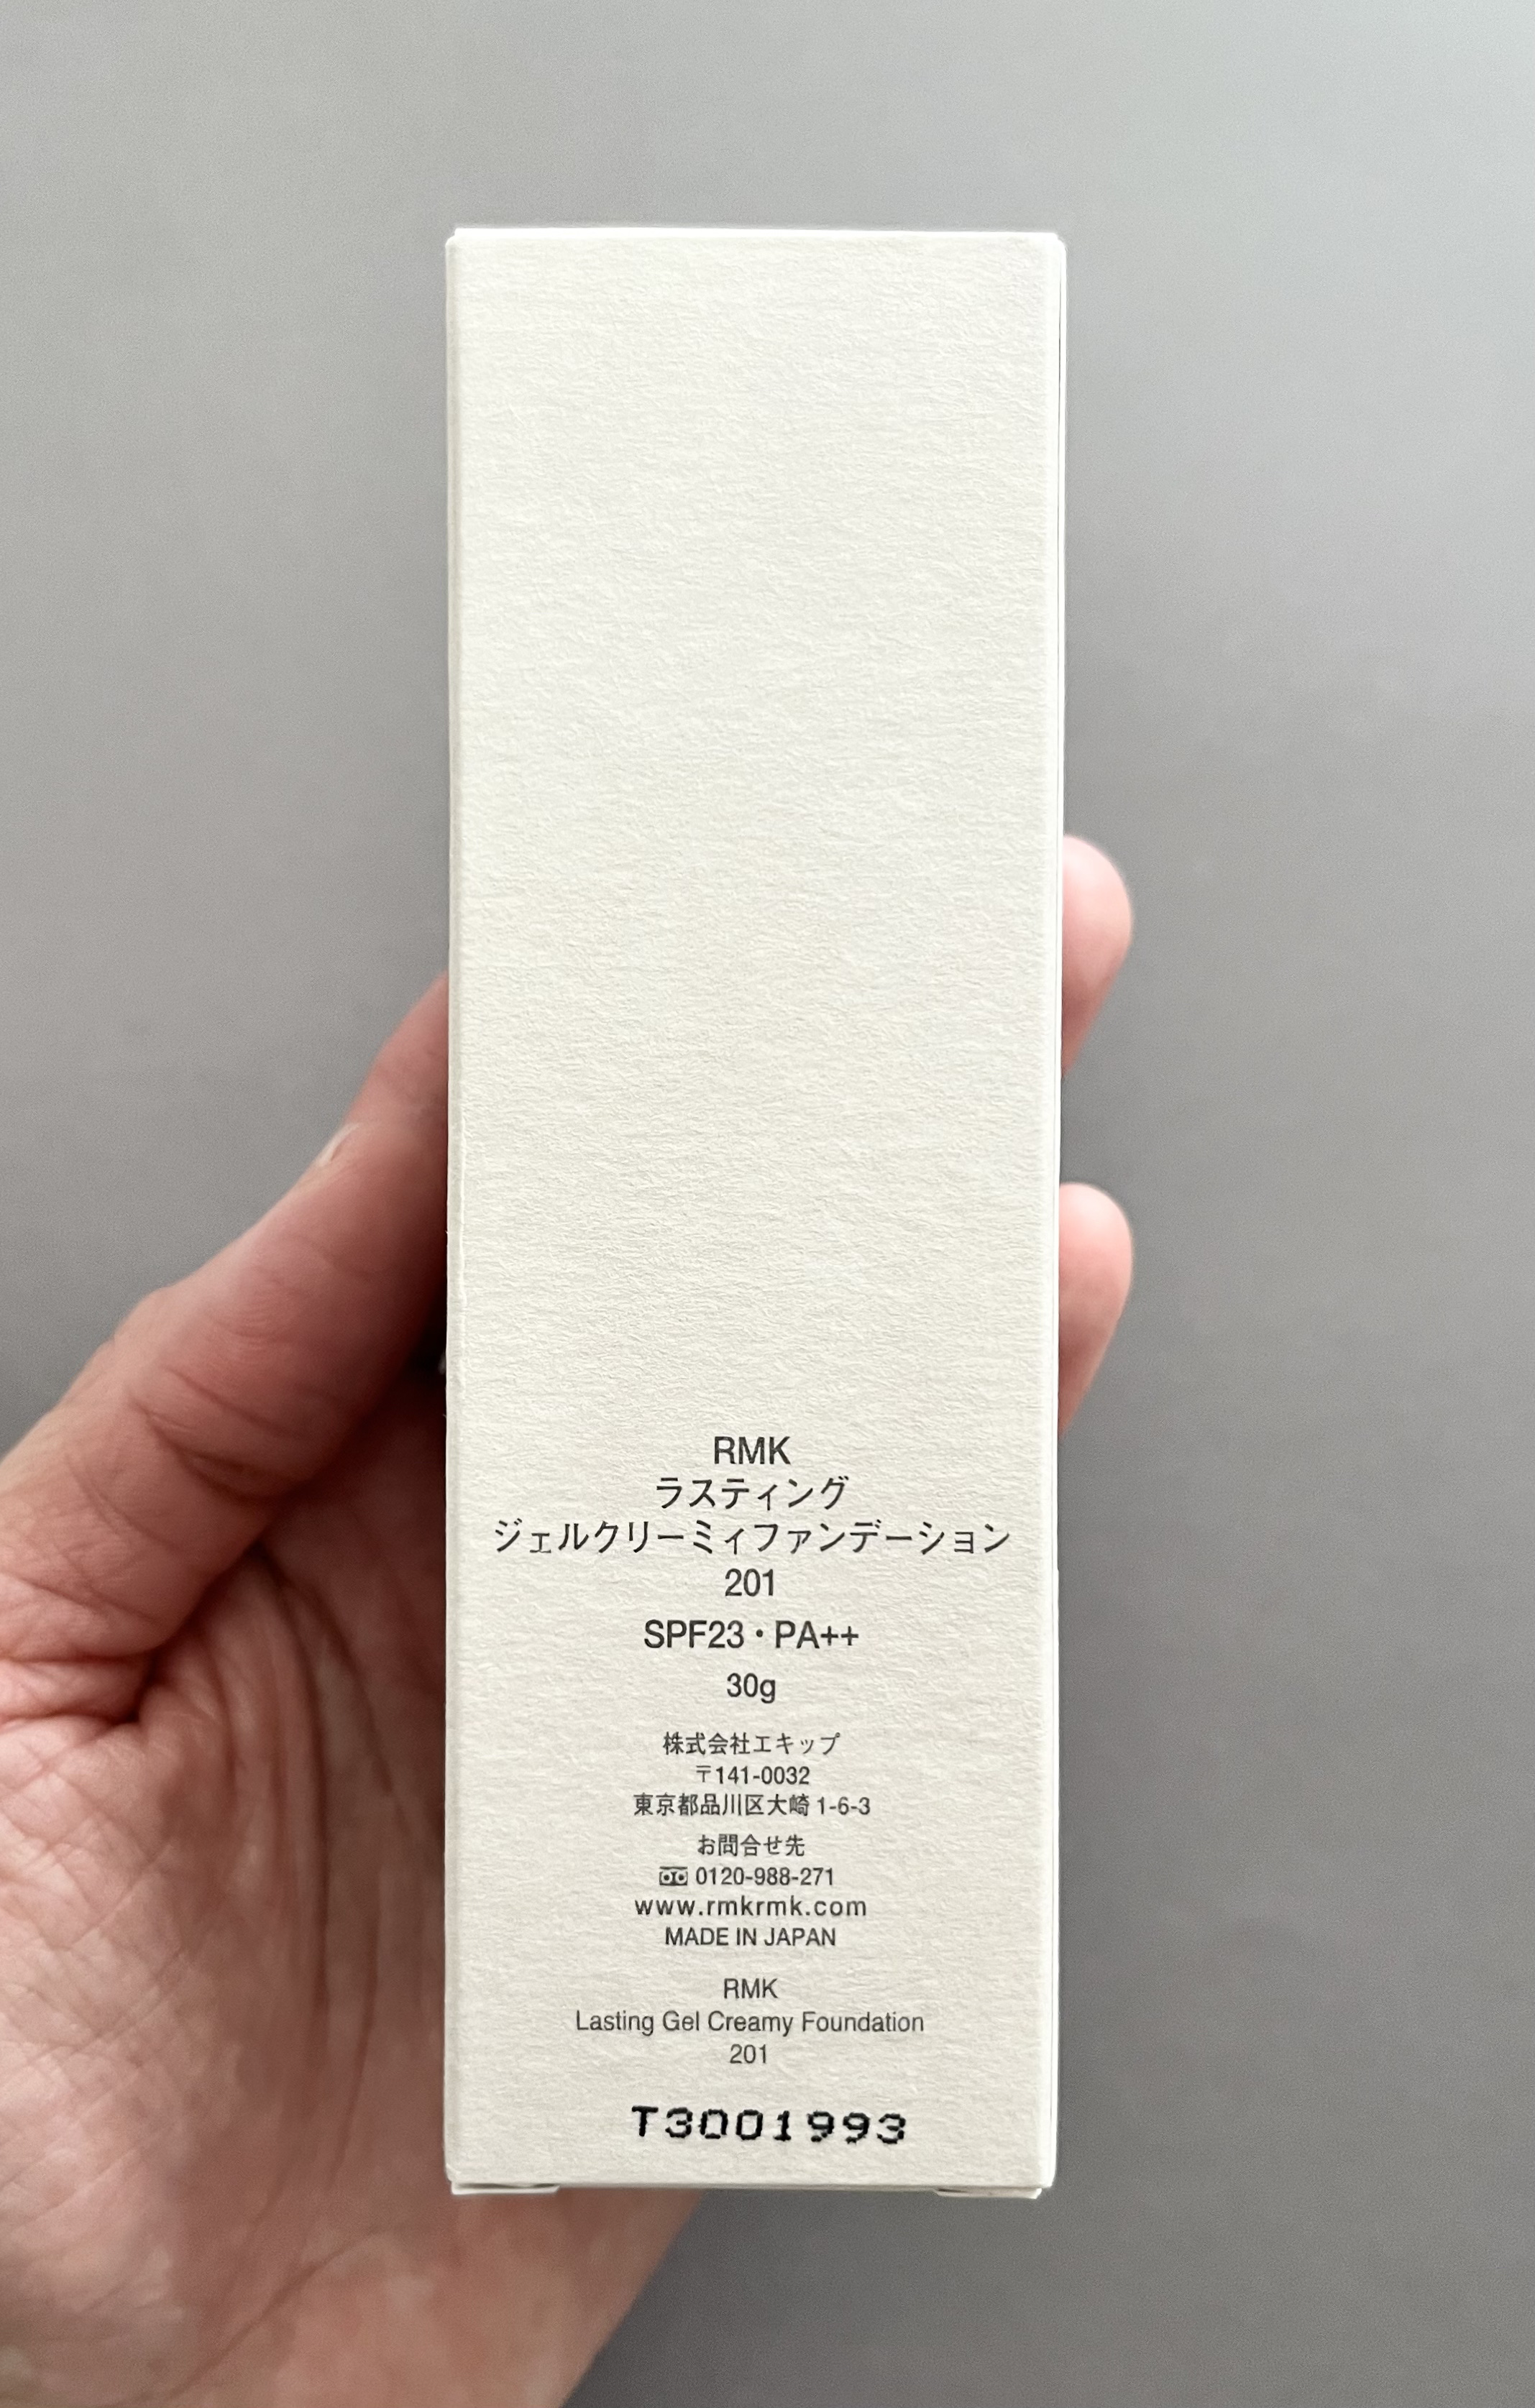 RMK
ラスティング
ジェルクリーミィファンデーション
201
SPF23・PA++
30g
株式会社エキップ
〒141-0032
東京都品川区大崎 1-6-3
お問合せ先
0120-988-271
www.rmkrmk.com
MADE IN JAPAN
RMK
Lasting Gel Creamy Foundation
201
T3001993